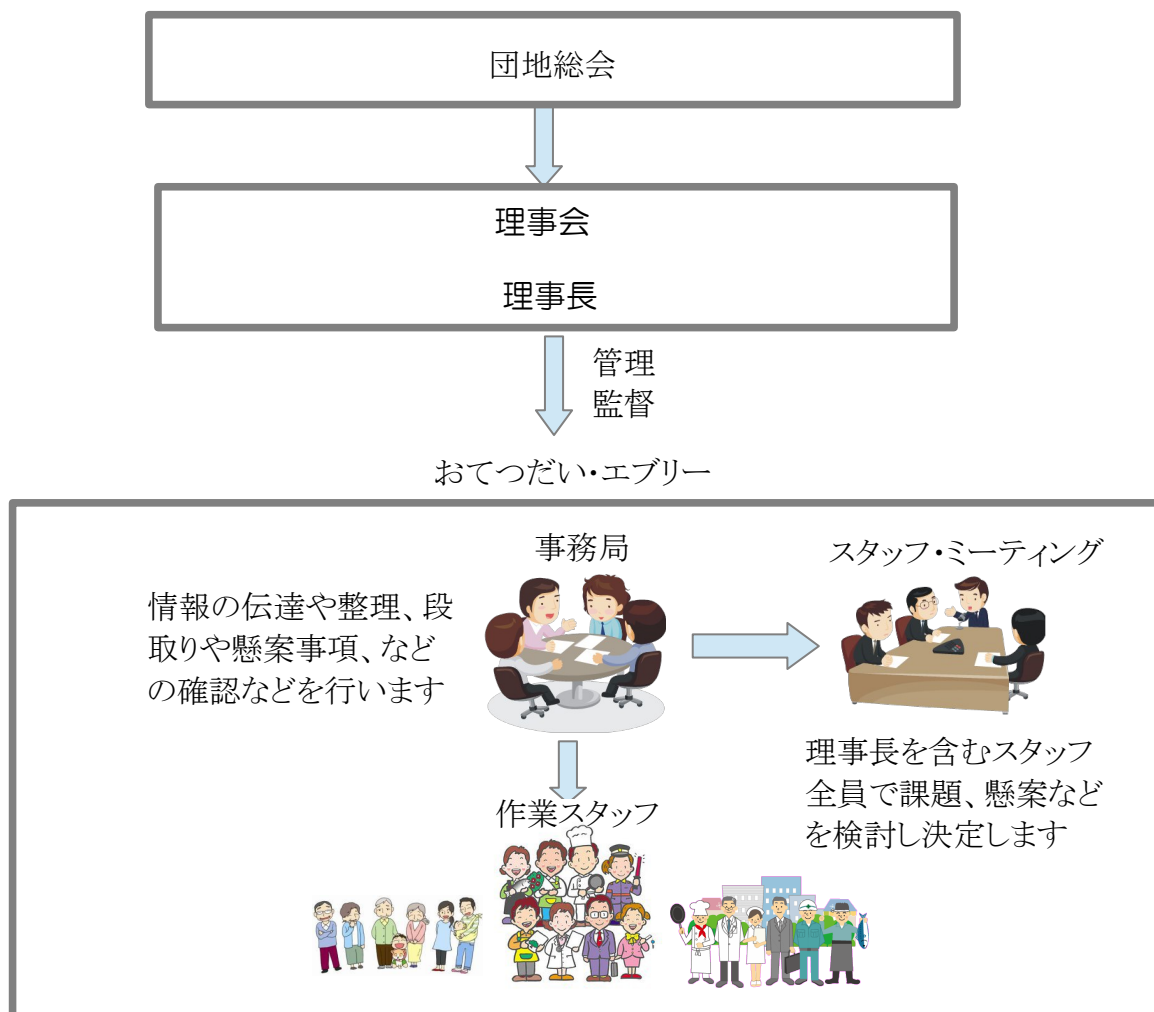 団地総会
理事会
理事長
管理
監督
おてつだい・エブリー
事務局
スタッフ・ミーティング
情報の伝達や整理、段
取りや懸案事項、など
の確認などを行います
理事長を含むスタッフ
全員で課題、懸案など
を検討し決定します
作業スタッフ